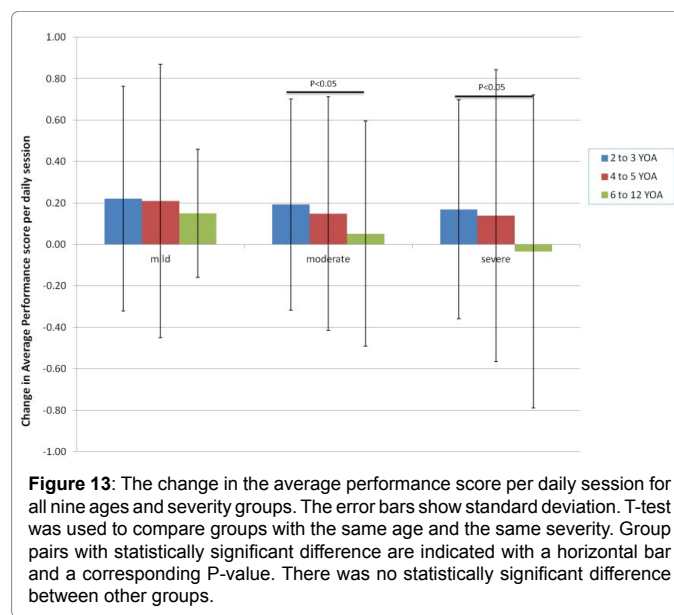 1.00
0.80
0.60
0.40
0.20
0.00
-0.20
-0.40
-0.60
-0.80
-1.00
Change in Average Performance score per daily session
P<0.05
P<0.05
mild
moderate
severe
2 to 3 YOA
4 to 5 YOA
6 to 12 YOA
Figure 13: The change in the average performance score per daily session for
all nine ages and severity groups. The error bars show standard deviation. T-test
was used to compare groups with the same age and the same severity. Group
pairs with statistically significant difference are indicated with a horizontal bar
and a corresponding P-value. There was no statistically significant difference
between other groups.